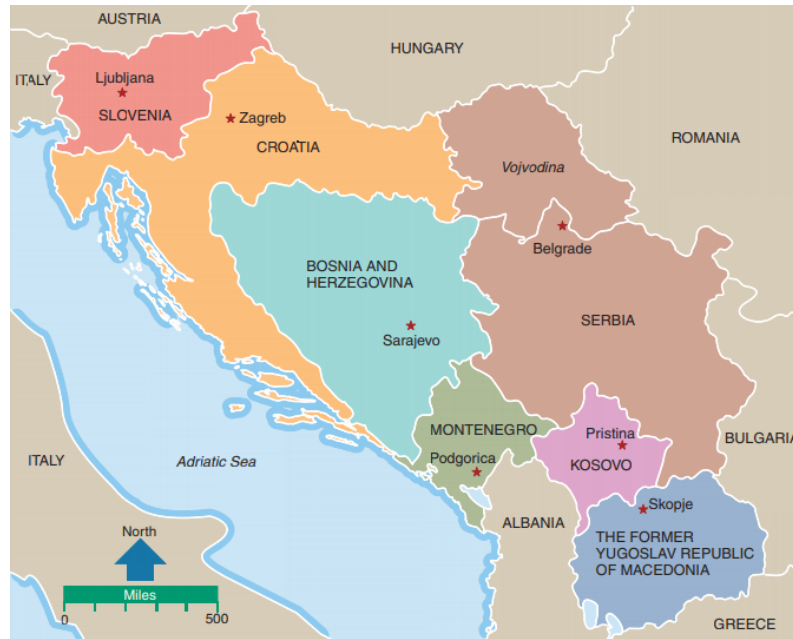 AUSTRIA
HUNGARY
ITALY
Ljubljana
SLOVENIA
Zagreb
CROATIA
ROMANIA
Vojvodina
Belgrade
BOSNIA AND
HERZEGOVINA
SERBIA
Sarajevo
MONTENEGRO
Pristina
BULGARIA
ITALY
Adriatic Sea
Podgorica
KOSOVO
Skopje
ALBANIA
North
THE FORMER
YUGOSLAV REPUBLIC
OF MACEDONIA
Miles
0 500
GREECE